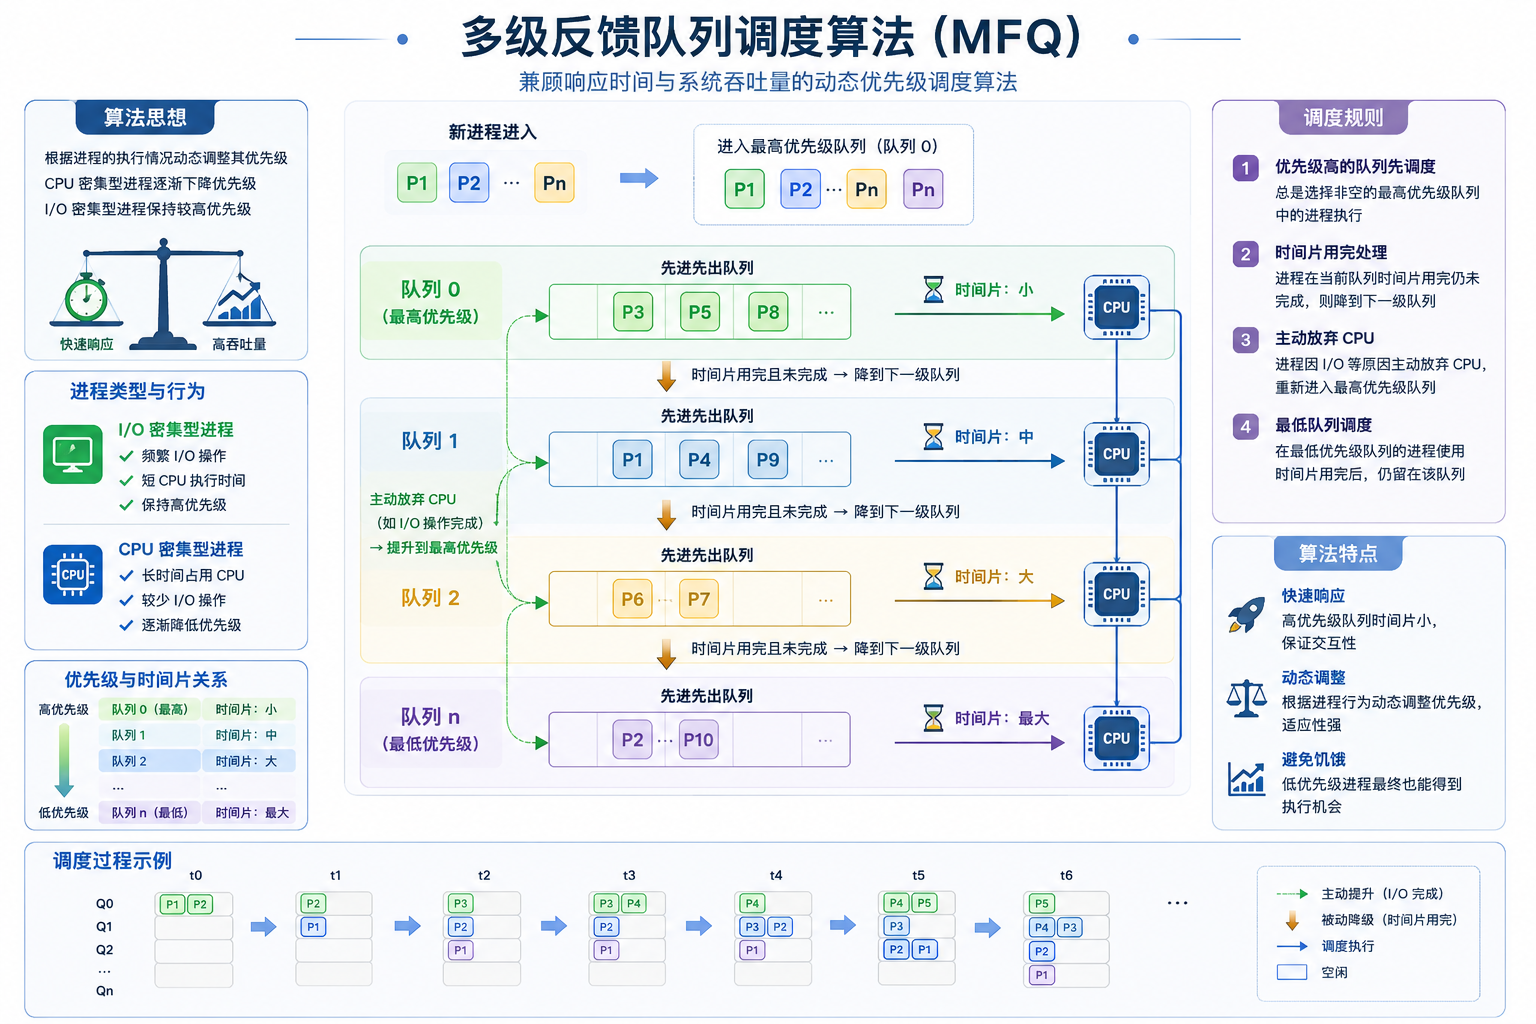 多级反馈队列调度算法 (MFQ)
兼顾响应时间与系统吞吐量的动态优先级调度算法
算法思想
根据进程的执行情况动态调整其优先级
CPU 密集型进程逐渐下降优先级
I/O 密集型进程保持较高优先级
快速响应
高吞吐量
进程类型与行为
I/O 密集型进程
频繁 I/O 操作
短 CPU 执行时间
保持高优先级
CPU
CPU 密集型进程
长时间占用 CPU
较少 I/O 操作
逐渐降低优先级
优先级与时间片关系
高优先级
队列 0（最高） 时间片：小
队列 1 时间片：中
队列 2 时间片：大
... ...
低优先级
队列 n（最低） 时间片：最大
新进程进入
P1 P2 ... Pn
进入最高优先级队列（队列 0）
P1 P2 ... Pn Pn
队列 0
（最高优先级）
先进先出队列
P3 P5 P8 ...
时间片：小
CPU
时间片用完且未完成 → 降到下一级队列
队列 1
先进先出队列
P1 P4 P9 ...
时间片：中
CPU
主动放弃 CPU
（如 I/O 操作完成）
→ 提升到最高优先级
时间片用完且未完成 → 降到下一级队列
队列 2
先进先出队列
P6 ... P7 ...
时间片：大
CPU
时间片用完且未完成 → 降到下一级队列
队列 n
（最低优先级）
先进先出队列
P2 ... P10 ...
时间片：最大
CPU
调度规则
1 优先级高的队列先调度
总是选择非空的最高优先级队列
中的进程执行
2 时间片用完处理
进程在当前队列时间片用完仍未
完成，则降到下一级队列
3 主动放弃 CPU
进程因 I/O 等原因主动放弃 CPU，
重新进入最高优先级队列
4 最低队列调度
在最低优先级队列的进程使用
时间片用完后，仍留在该队列
算法特点
快速响应
高优先级队列时间片小，
保证交互性
动态调整
根据进程行为动态调整优先级，
适应性强
避免饥饿
低优先级进程最终也能得到
执行机会
调度过程示例
t0 t1 t2 t3 t4 t5 t6
Q0 P1 P2 P2 P3 P3 P4 P4 P4 P5 P5 ...
Q1 P1 P2 P2 P3 P2 P3 P4 P3
Q2 P1 P1 P1 P2 P1 P2
... P1
Qn
主动提升（I/O 完成）
被动降级（时间片用完）
调度执行
空闲